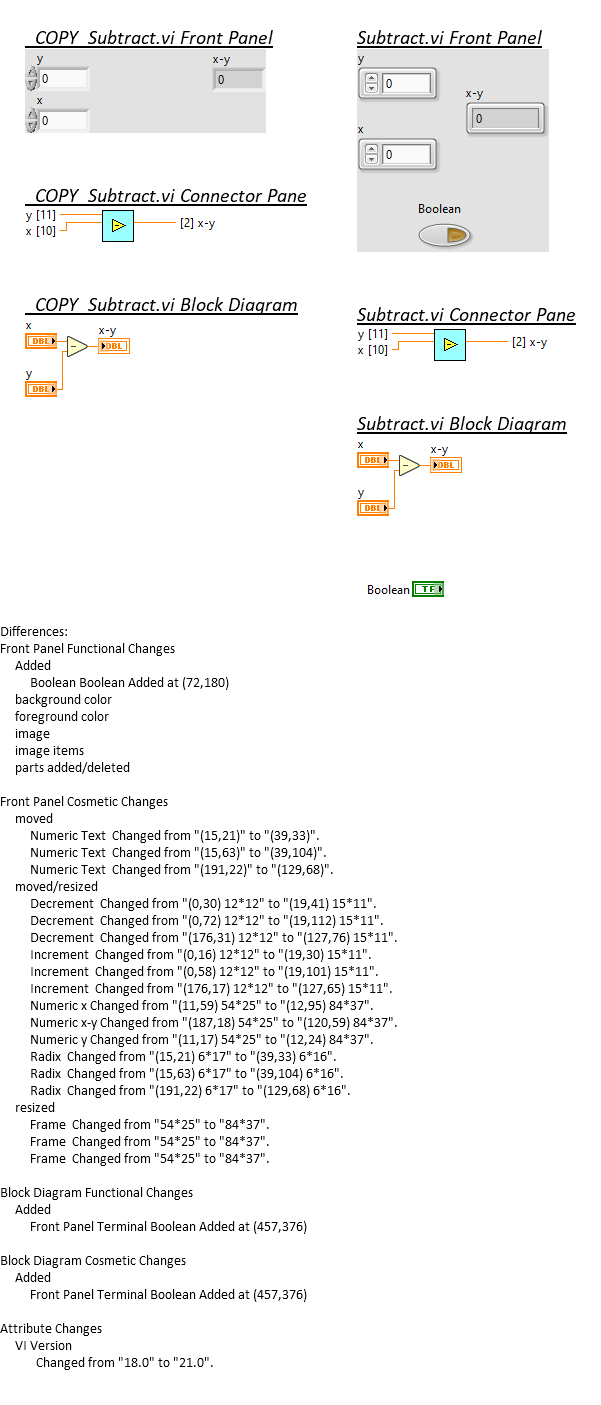 _COPY_Subtract.vi Front Panel
y
x-y
0
0
x
0
_COPY_Subtract.vi Connector Pane
y [11]
x [10]
[2] x-y
_COPY_Subtract.vi Block Diagram
x
x-y
DBL
DBL
y
DBL
Subtract.vi Front Panel
y
0
x-y
0
x
0
Boolean
Subtract.vi Connector Pane
y [11]
x [10]
[2] x-y
Subtract.vi Block Diagram
x
x-y
DBL
DBL
y
DBL
Boolean TF
Differences:
Front Panel Functional Changes
Added
Boolean Boolean Added at (72,180)
background color
foreground color
image
image items
parts added/deleted
Front Panel Cosmetic Changes
moved
Numeric Text  Changed from "(15,21)" to "(39,33)".
Numeric Text  Changed from "(15,63)" to "(39,104)".
Numeric Text  Changed from "(191,22)" to "(129,68)".
moved/resized
Decrement  Changed from "(0,30) 12*12" to "(19,41) 15*11".
Decrement  Changed from "(0,72) 12*12" to "(19,112) 15*11".
Decrement  Changed from "(176,31) 12*12" to "(127,76) 15*11".
Increment  Changed from "(0,16) 12*12" to "(19,30) 15*11".
Increment  Changed from "(0,58) 12*12" to "(19,101) 15*11".
Increment  Changed from "(176,17) 12*12" to "(127,65) 15*11".
Numeric x Changed from "(11,59) 54*25" to "(12,95) 84*37".
Numeric x-y Changed from "(187,18) 54*25" to "(120,59) 84*37".
Numeric y Changed from "(11,17) 54*25" to "(12,24) 84*37".
Radix  Changed from "(15,21) 6*17" to "(39,33) 6*16".
Radix  Changed from "(15,63) 6*17" to "(39,104) 6*16".
Radix  Changed from "(191,22) 6*17" to "(129,68) 6*16".
resized
Frame  Changed from "54*25" to "84*37".
Frame  Changed from "54*25" to "84*37".
Frame  Changed from "54*25" to "84*37".
Block Diagram Functional Changes
Added
Front Panel Terminal Boolean Added at (457,376)
Block Diagram Cosmetic Changes
Added
Front Panel Terminal Boolean Added at (457,376)
Attribute Changes
VI Version
Changed from "18.0" to "21.0".